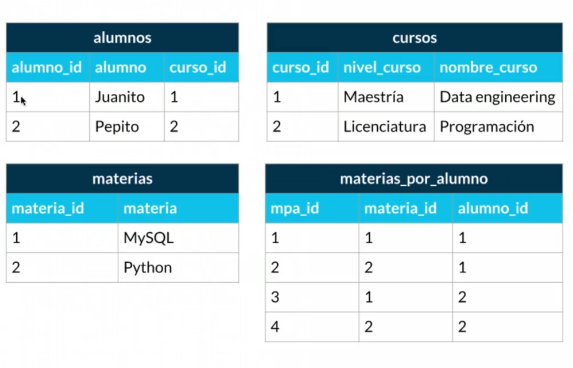 alumnos
alumno_id alumno curso_id
1 Juanito 1
2 Pepito 2
cursos
curso_id nivel_curso nombre_curso
1 Maestría Data engineering
2 Licenciatura Programación
materias
materia_id materia
1 MySQL
2 Python
materias_por_alumno
mpa_id materia_id alumno_id
1 1 1
2 2 1
3 1 2
4 2 2